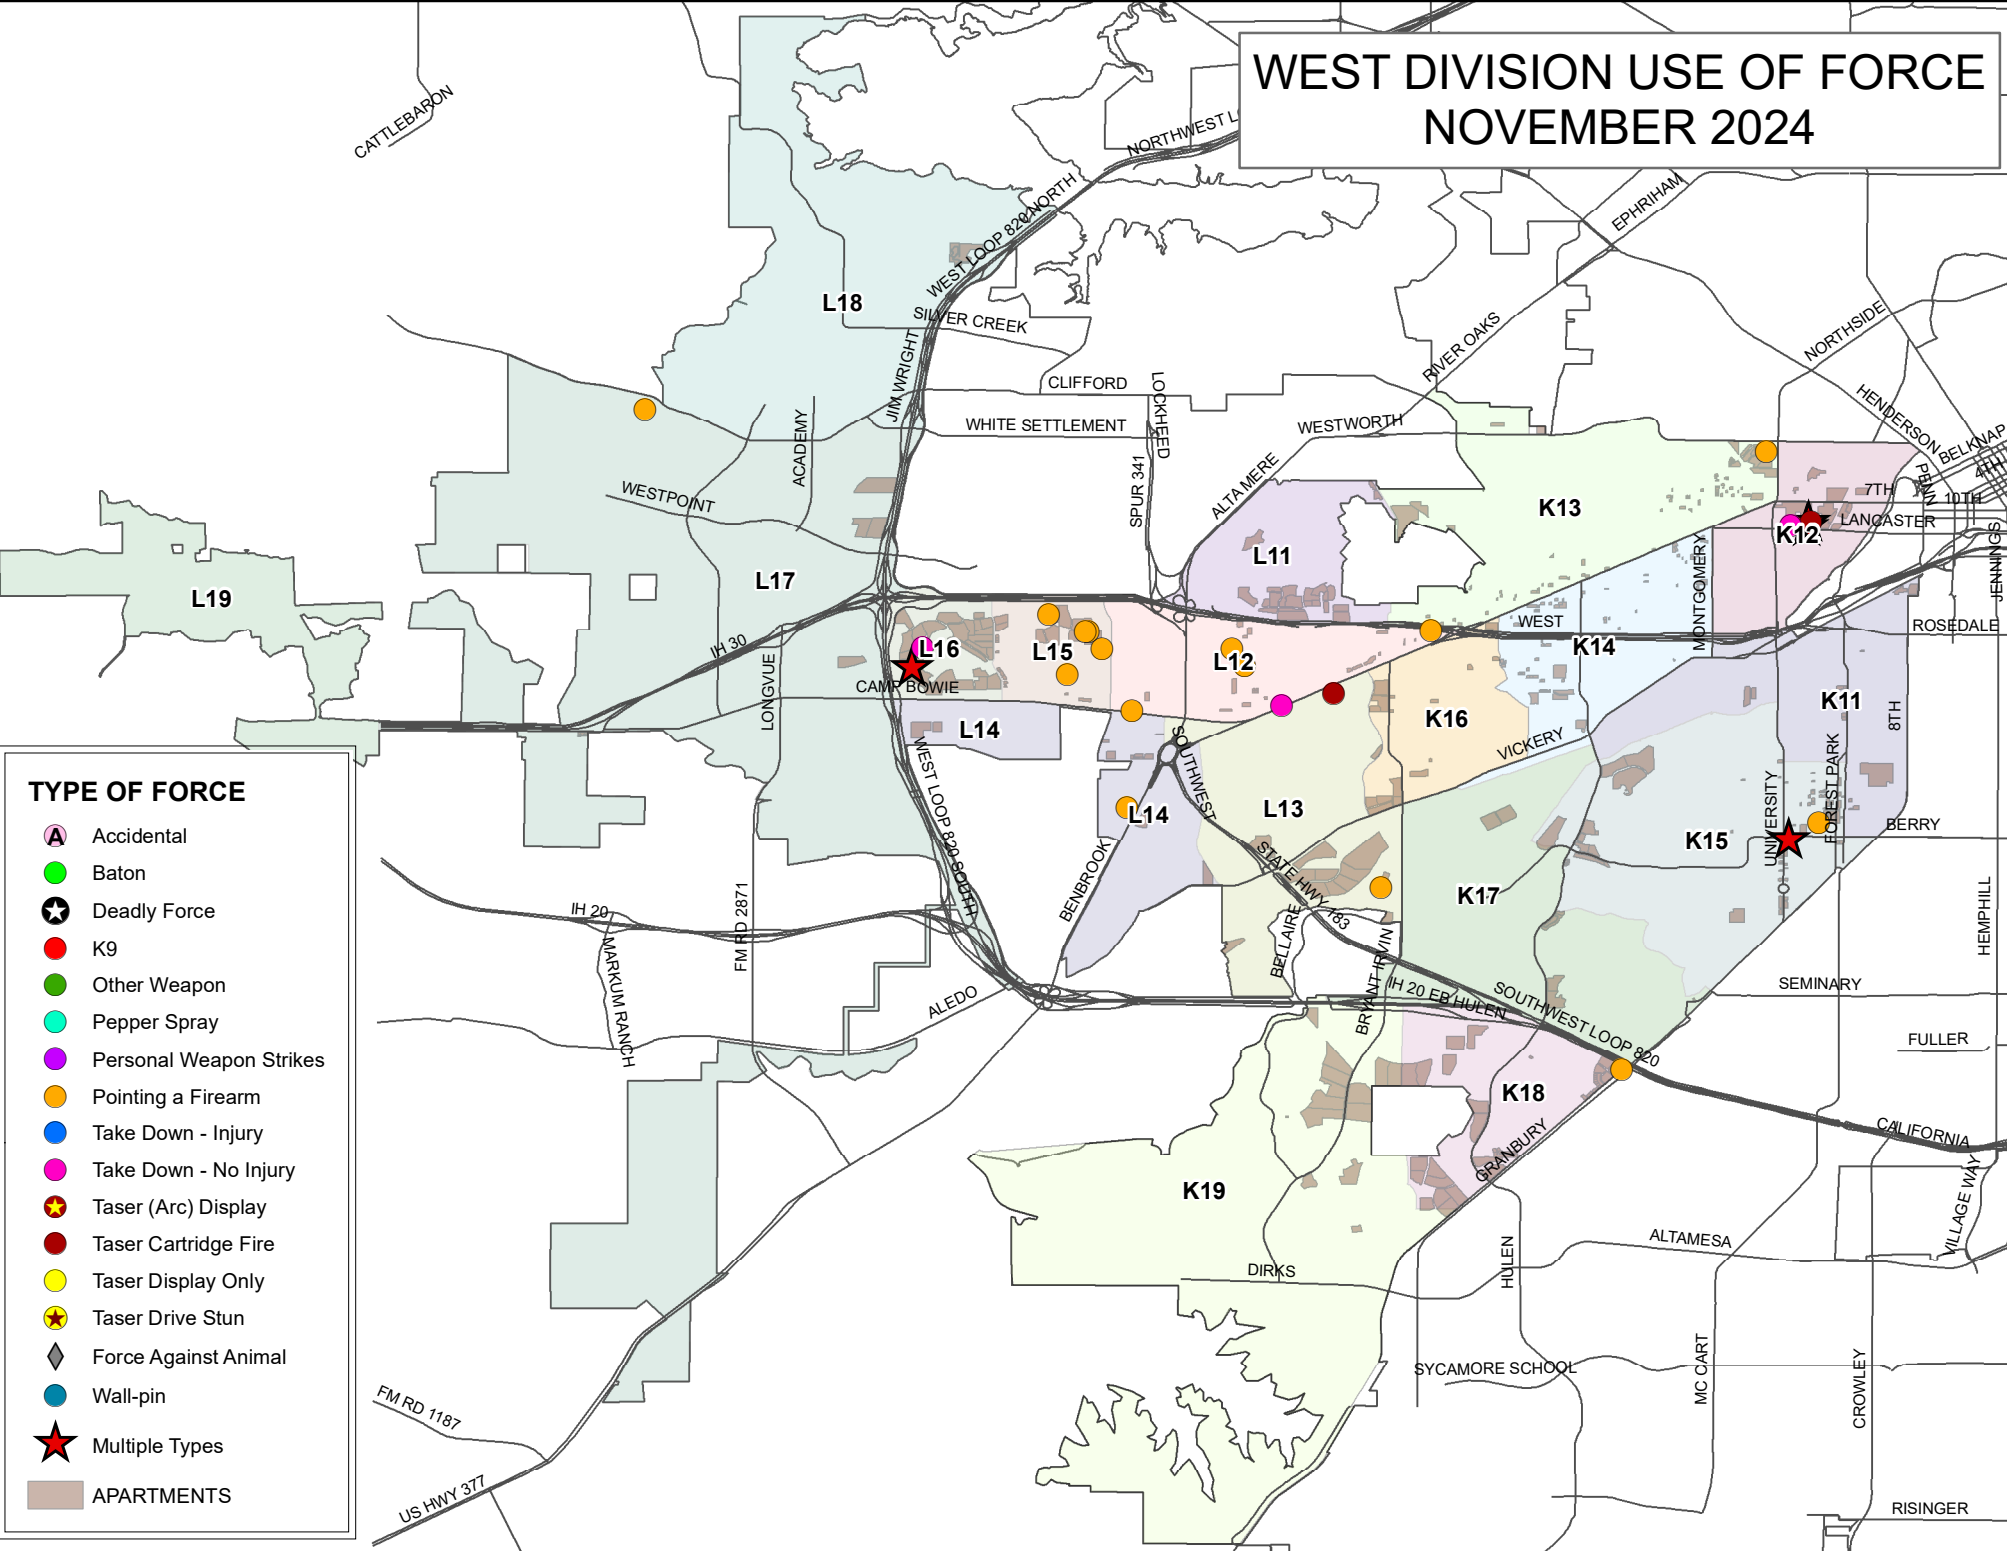 WEST DIVISION USE OF FORCE
NOVEMBER 2024
CATTLEBARON
NORTHWEST L
WEST LOOP 820 NORTH
EPHRIHAM
L18
SILVER CREEK
JIM WRIGHT
RIVER OAKS
NORTHSIDE
CLIFFORD
LOCKHEED
WHITE SETTLEMENT
WESTWORTH
HENDERSON
BELKNAP
4TH
ACADEMY
SPUR 341
ALTA MERE
PENN
7TH
10TH
WESTPOINT
K13
LANCASTER
K12
L11
MONTGOMERY
JENNINGS
L17
L19
WEST
ROSEDALE
IH 30
L16
L15
L12
K14
CAMP BOWIE
LONGVUE
L14
K16
K11
8TH
VICKERY
SOUTHWEST
WEST LOOP 820 SOUTH
L14
L13
K15
UNIVERSITY
FOREST PARK
BERRY
STATE HWY 183
BENBROOK
K17
IH 20
FM RD 2871
MARKUM RANCH
BELLAIRE
BRYANT IRVIN
HEMPHILL
ALEDO
IH 20 EB HULEN
SOUTHWEST LOOP 820
SEMINARY
FULLER
K18
CALIFORNIA
GRANBURY
K19
VILLAGE WAY
HULEN
ALTAMESA
DIRKS
SYCAMORE SCHOOL
MC CART
CROWLEY
FM RD 1187
US HWY 377
RISINGER
TYPE OF FORCE
A Accidental
Baton
Deadly Force
K9
Other Weapon
Pepper Spray
Personal Weapon Strikes
Pointing a Firearm
Take Down - Injury
Take Down - No Injury
Taser (Arc) Display
Taser Cartridge Fire
Taser Display Only
Taser Drive Stun
Force Against Animal
Wall-pin
Multiple Types
APARTMENTS